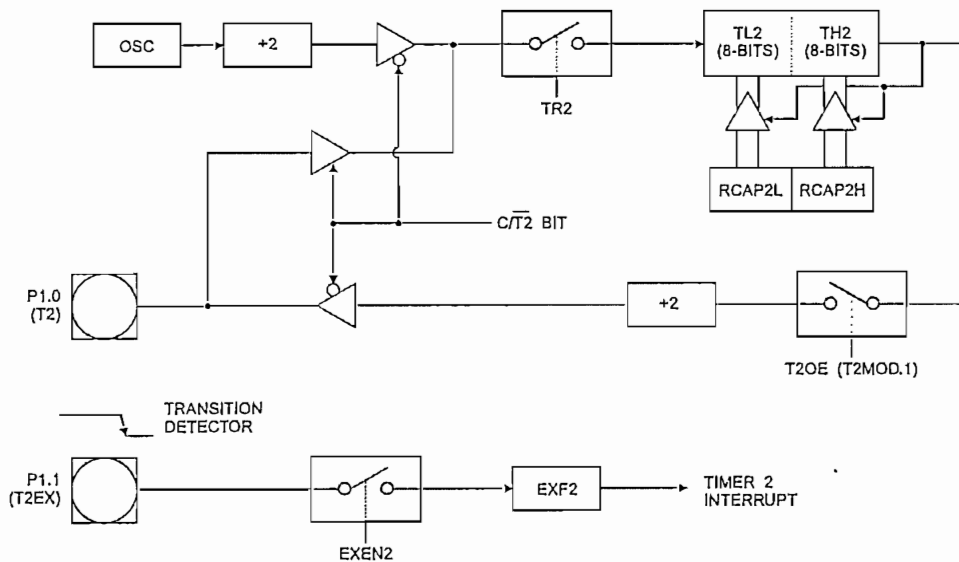 OSC
+2
TR2
TL2
(8-BITS)
TH2
(8-BITS)
RCAP2L
RCAP2H
C/T2 BIT
P1.0
(T2)
+2
T2OE (T2MOD.1)
TRANSITION
DETECTOR
P1.1
(T2EX)
EXEN2
EXF2
TIMER 2
INTERRUPT